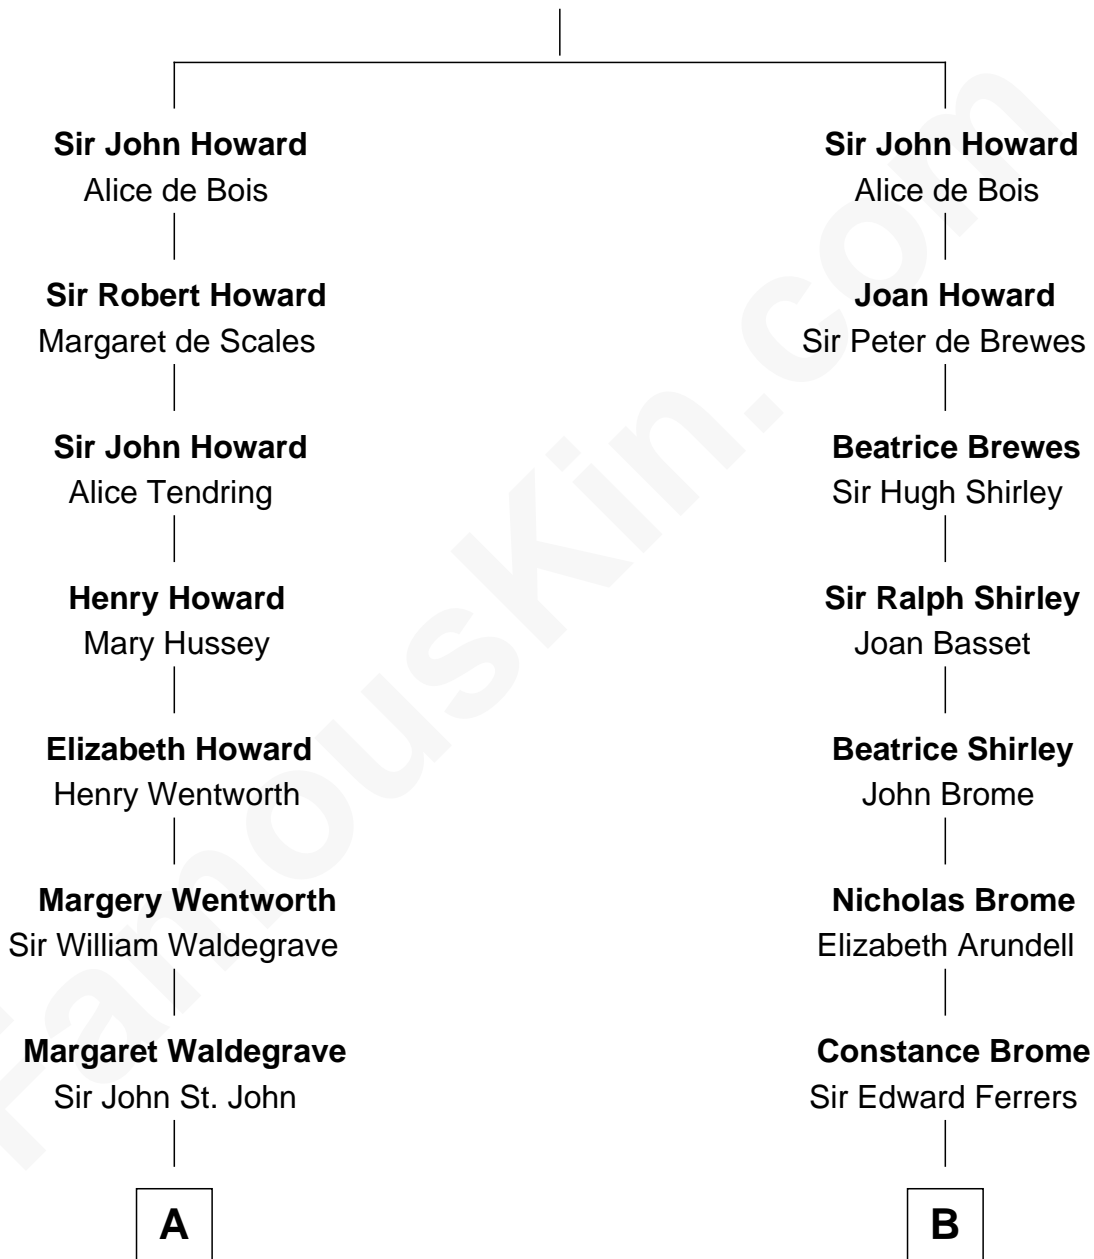 Sir John Howard
Alice de Bois
Sir Robert Howard
Margaret de Scales
Sir John Howard
Alice Tendring
Henry Howard
Mary Hussey
Elizabeth Howard
Henry Wentworth
Margery Wentworth
Sir William Waldegrave
Margaret Waldegrave
Sir John St. John
A
Sir John Howard
Alice de Bois
Joan Howard
Sir Peter de Brewes
Beatrice Brewes
Sir Hugh Shirley
Sir Ralph Shirley
Joan Basset
Beatrice Shirley
John Brome
Nicholas Brome
Elizabeth Arundell
Constance Brome
Sir Edward Ferrers
B
FamousKin.com